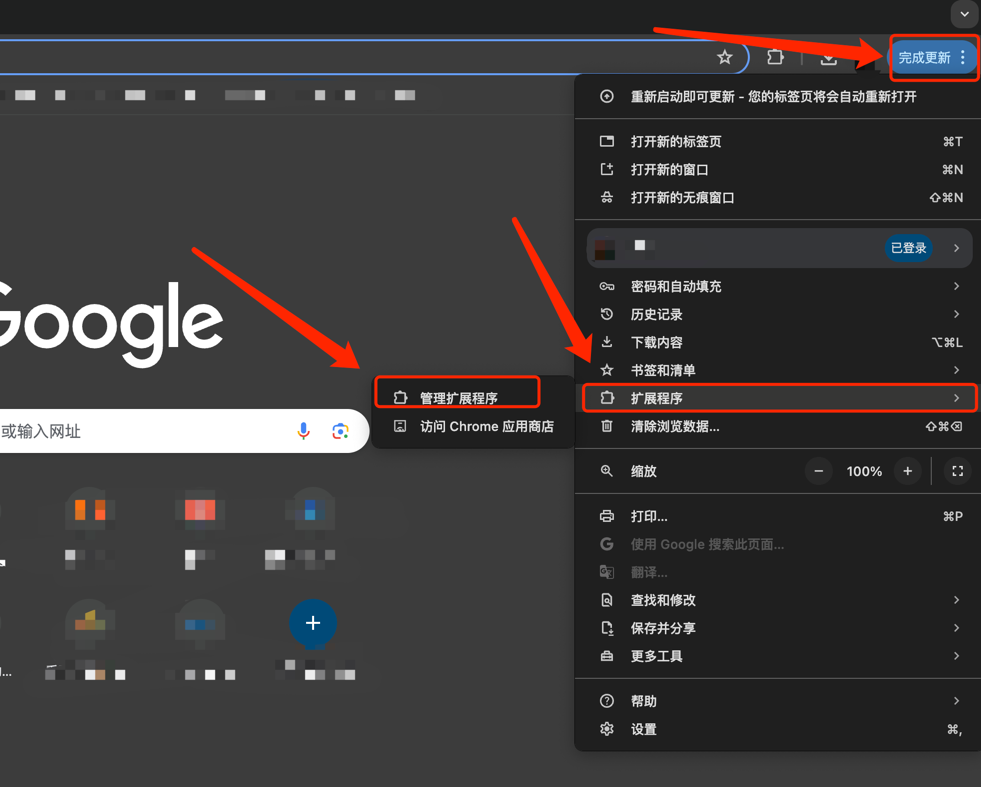 完成更新
重新启动即可更新 - 您的标签页将会自动重新打开
打开新的标签页 ⌘T
打开新的窗口 ⌘N
打开新的无痕窗口 ⇧⌘N
已登录
密码和自动填充
历史记录
下载内容 ⌥⌘L
书签和清单
扩展程序
清除浏览数据... ⇧⌘⌫
管理扩展程序
访问 Chrome 应用商店
缩放 − 100% +
打印... ⌘P
使用 Google 搜索此页面...
翻译...
查找和修改
保存并分享
更多工具
帮助
设置 ⌘,
Google
或输入网址